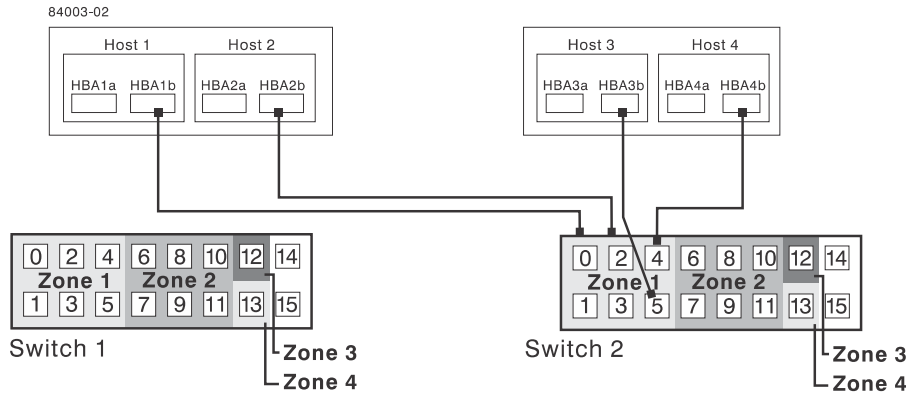 84003-02
Host 1 Host 2 Host 3 Host 4
HBA1a HBA1b HBA2a HBA2b HBA3a HBA3b HBA4a HBA4b
0 2 4 6 8 10 12 14 0 2 4 6 8 10 12 14
Zone 1 Zone 2 Zone 1 Zone 2
1 3 5 7 9 11 13 15 1 3 5 7 9 11 13 15
Switch 1 Switch 2
Zone 3 Zone 3
Zone 4 Zone 4